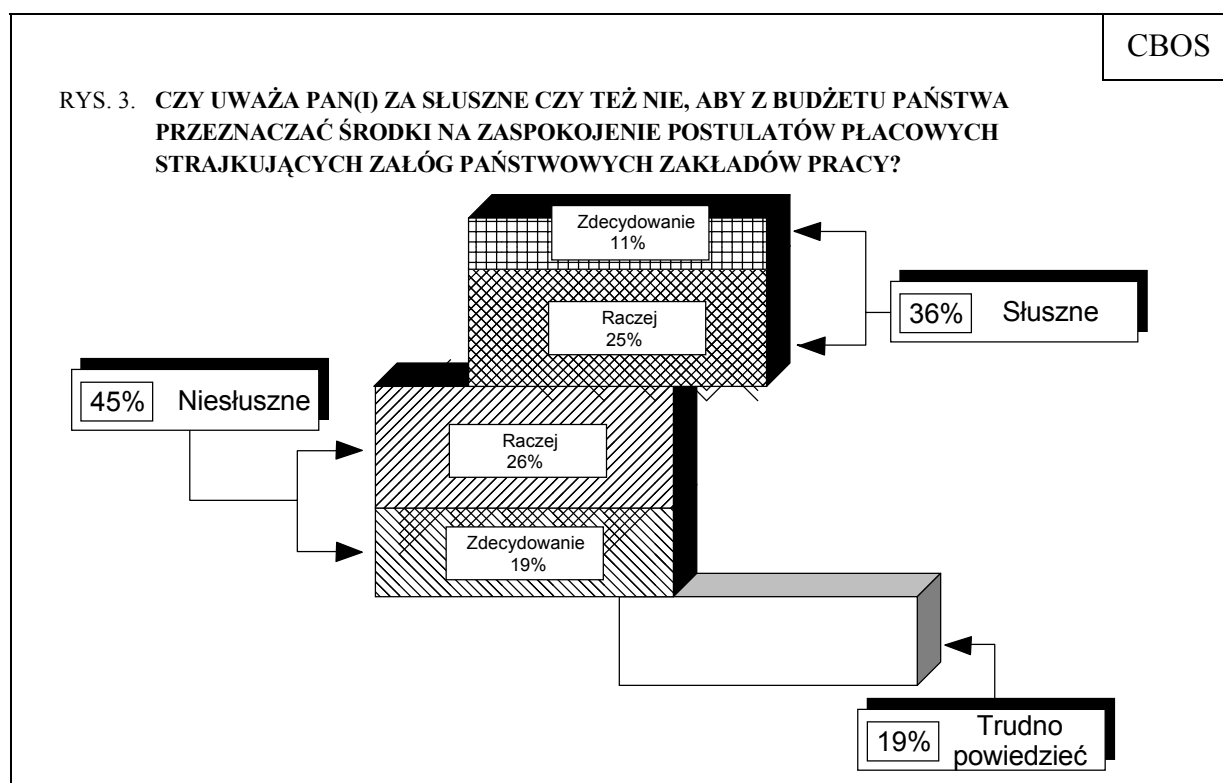 CBOS
RYS. 3. CZY UWAŻA PAN(I) ZA SŁUSZNE CZY TEŻ NIE, ABY Z BUDŻETU PAŃSTWA
PRZEZNACZAĆ ŚRODKI NA ZASPOKOJENIE POSTULATÓW PŁACOWYCH
STRAJKUJĄCYCH ZAŁÓG PAŃSTWOWYCH ZAKŁADÓW PRACY?
Zdecydowanie
11%
Raczej
25%
36% Słuszne
45% Niesłuszne
Raczej
26%
Zdecydowanie
19%
19% Trudno
powiedzieć